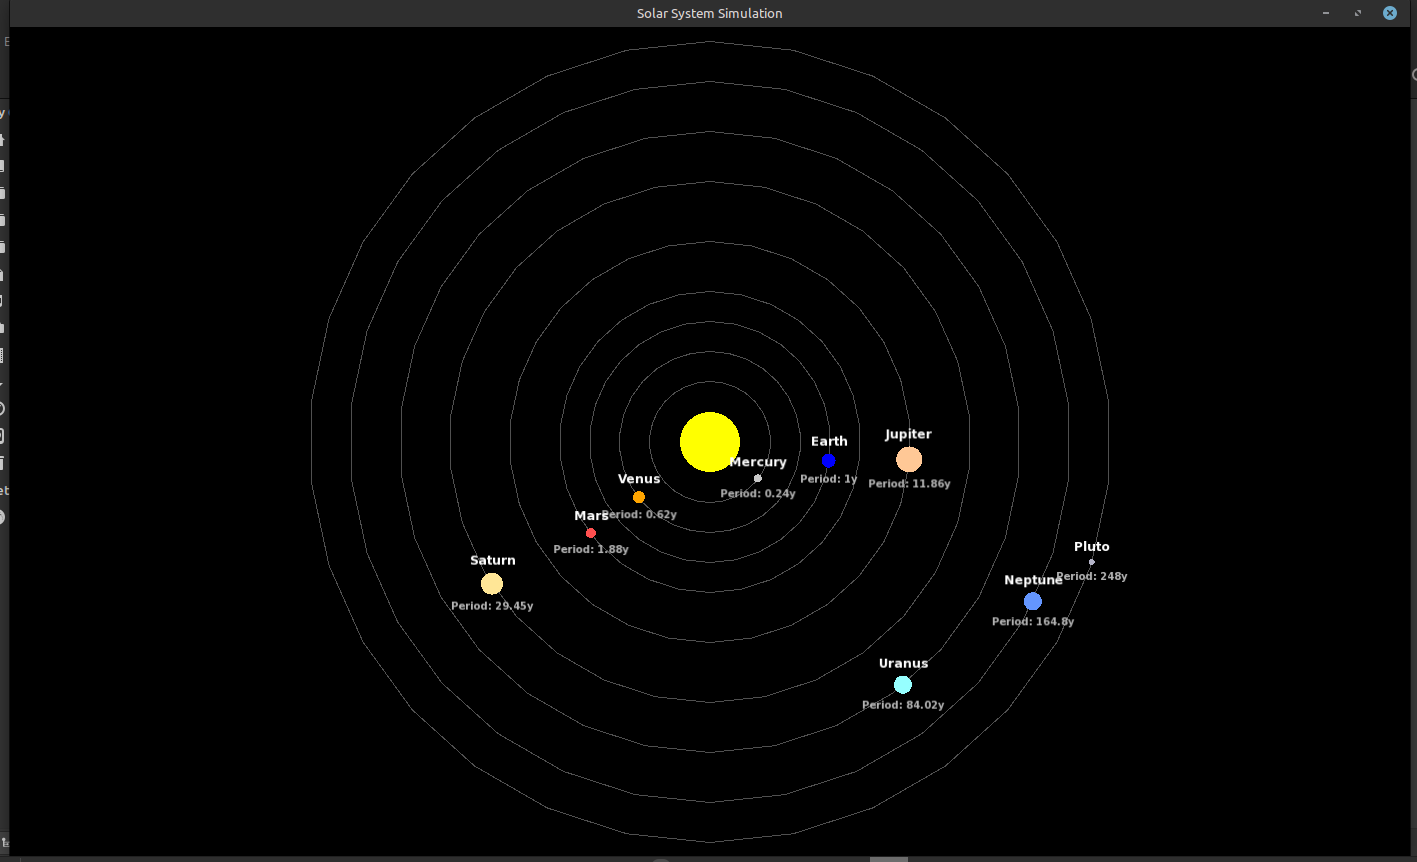 Solar System Simulation
Earth
Period: 1y
Jupiter
Period: 11.86y
Mercury
Period: 0.24y
Venus
Period: 0.62y
Mars
Period: 1.88y
Saturn
Period: 29.45y
Pluto
Period: 248y
Neptune
Period: 164.8y
Uranus
Period: 84.02y